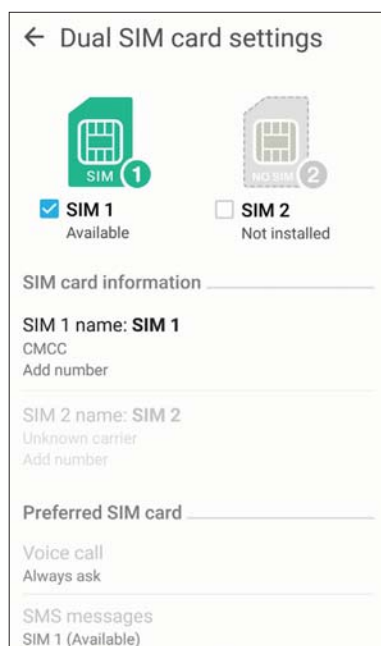 ← Dual SIM card settings
SIM 1
NO SIM 2
SIM 1
SIM 2
Available
Not installed
SIM card information
SIM 1 name: SIM 1
CMCC
Add number
SIM 2 name: SIM 2
Unknown carrier
Add number
Preferred SIM card
Voice call
Always ask
SMS messages
SIM 1 (Available)